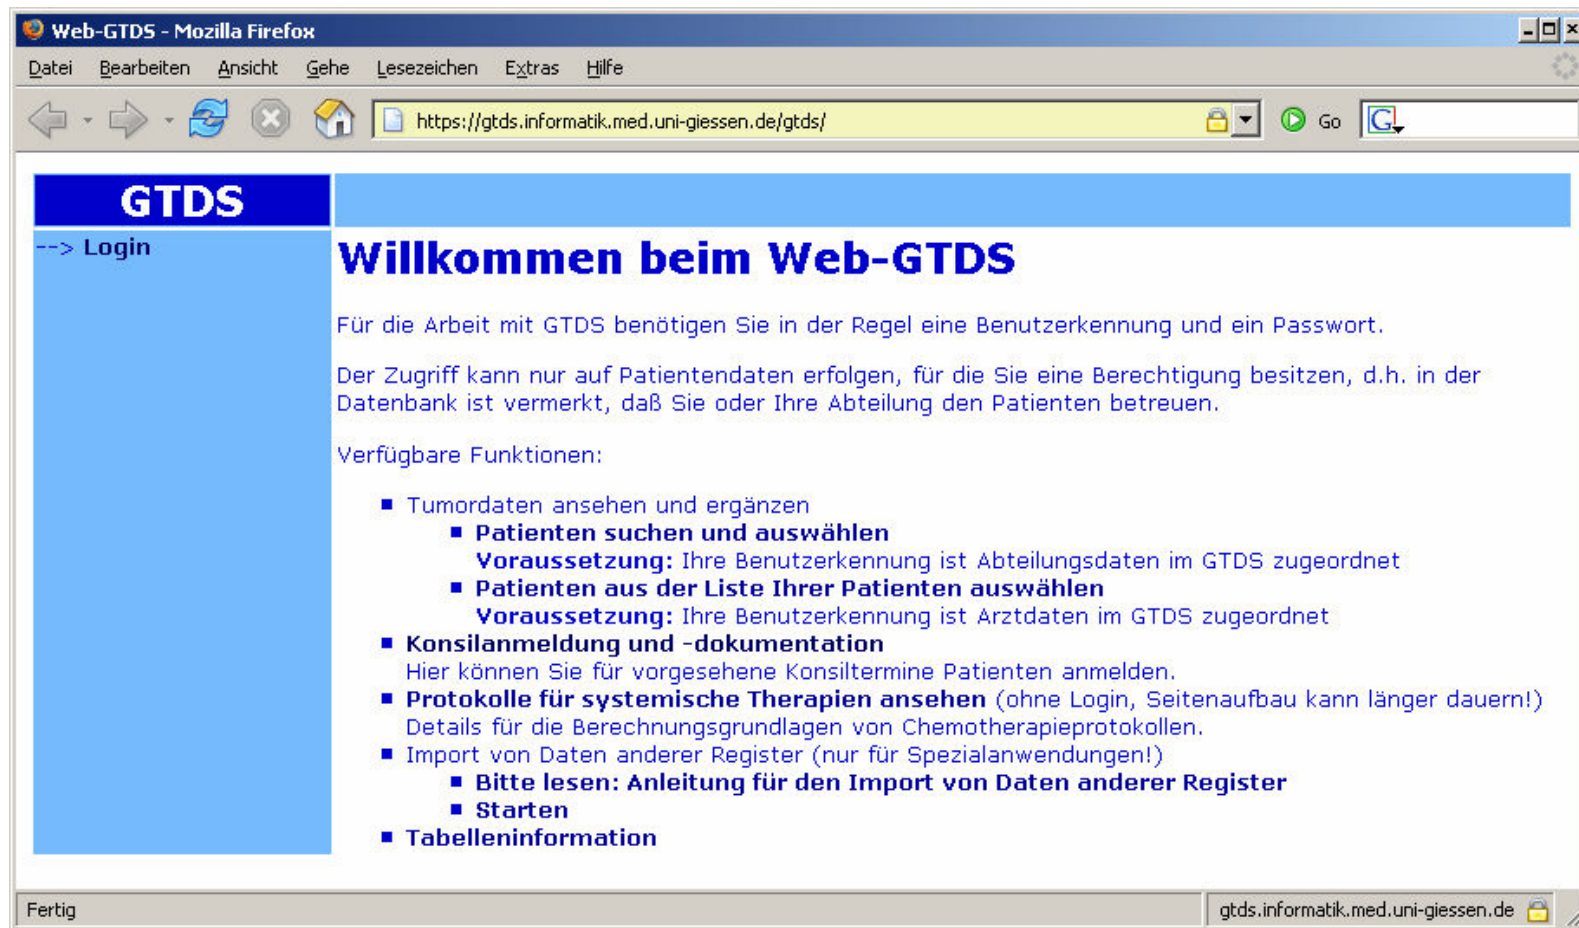 Web-GTDS - Mozilla Firefox
Datei Bearbeiten Ansicht Gehe Lesezeichen Extras Hilfe
https://gtds.informatik.med.uni-giessen.de/gtds/ Go G
GTDS
--> Login
Willkommen beim Web-GTDS
Für die Arbeit mit GTDS benötigen Sie in der Regel eine Benutzerkennung und ein Passwort.
Der Zugriff kann nur auf Patientendaten erfolgen, für die Sie eine Berechtigung besitzen, d.h. in der
Datenbank ist vermerkt, daß Sie oder Ihre Abteilung den Patienten betreuen.
Verfügbare Funktionen:
Tumordaten ansehen und ergänzen
Patienten suchen und auswählen
Voraussetzung: Ihre Benutzerkennung ist Abteilungsdaten im GTDS zugeordnet
Patienten aus der Liste Ihrer Patienten auswählen
Voraussetzung: Ihre Benutzerkennung ist Arztdaten im GTDS zugeordnet
Konsilanmeldung und -dokumentation
Hier können Sie für vorgesehene Konsiltermine Patienten anmelden.
Protokolle für systemische Therapien ansehen (ohne Login, Seitenaufbau kann länger dauern!)
Details für die Berechnungsgrundlagen von Chemotherapieprotokollen.
Import von Daten anderer Register (nur für Spezialanwendungen!)
Bitte lesen: Anleitung für den Import von Daten anderer Register
Starten
Tabelleninformation
Fertig gtds.informatik.med.uni-giessen.de